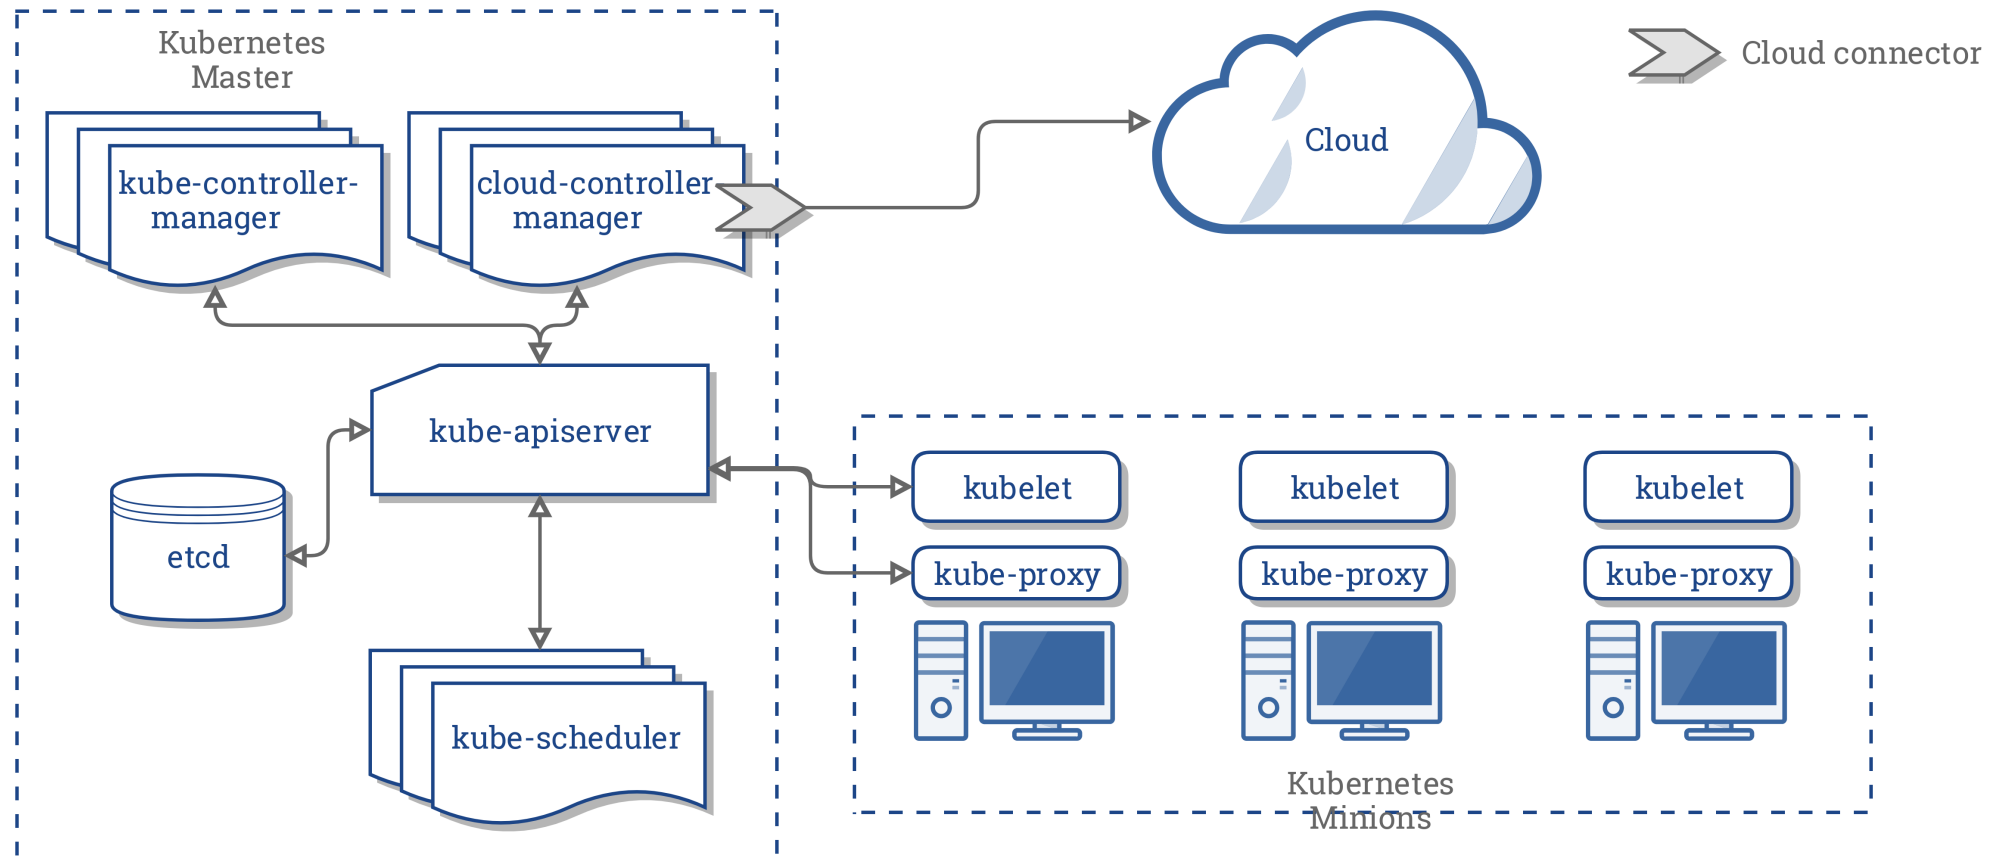 Kubernetes
Master
kube-controller-
manager
cloud-controller
manager
Cloud
Cloud connector
kube-apiserver
etcd
kube-scheduler
kubelet
kubelet
kubelet
kube-proxy
kube-proxy
kube-proxy
Kubernetes
Minions